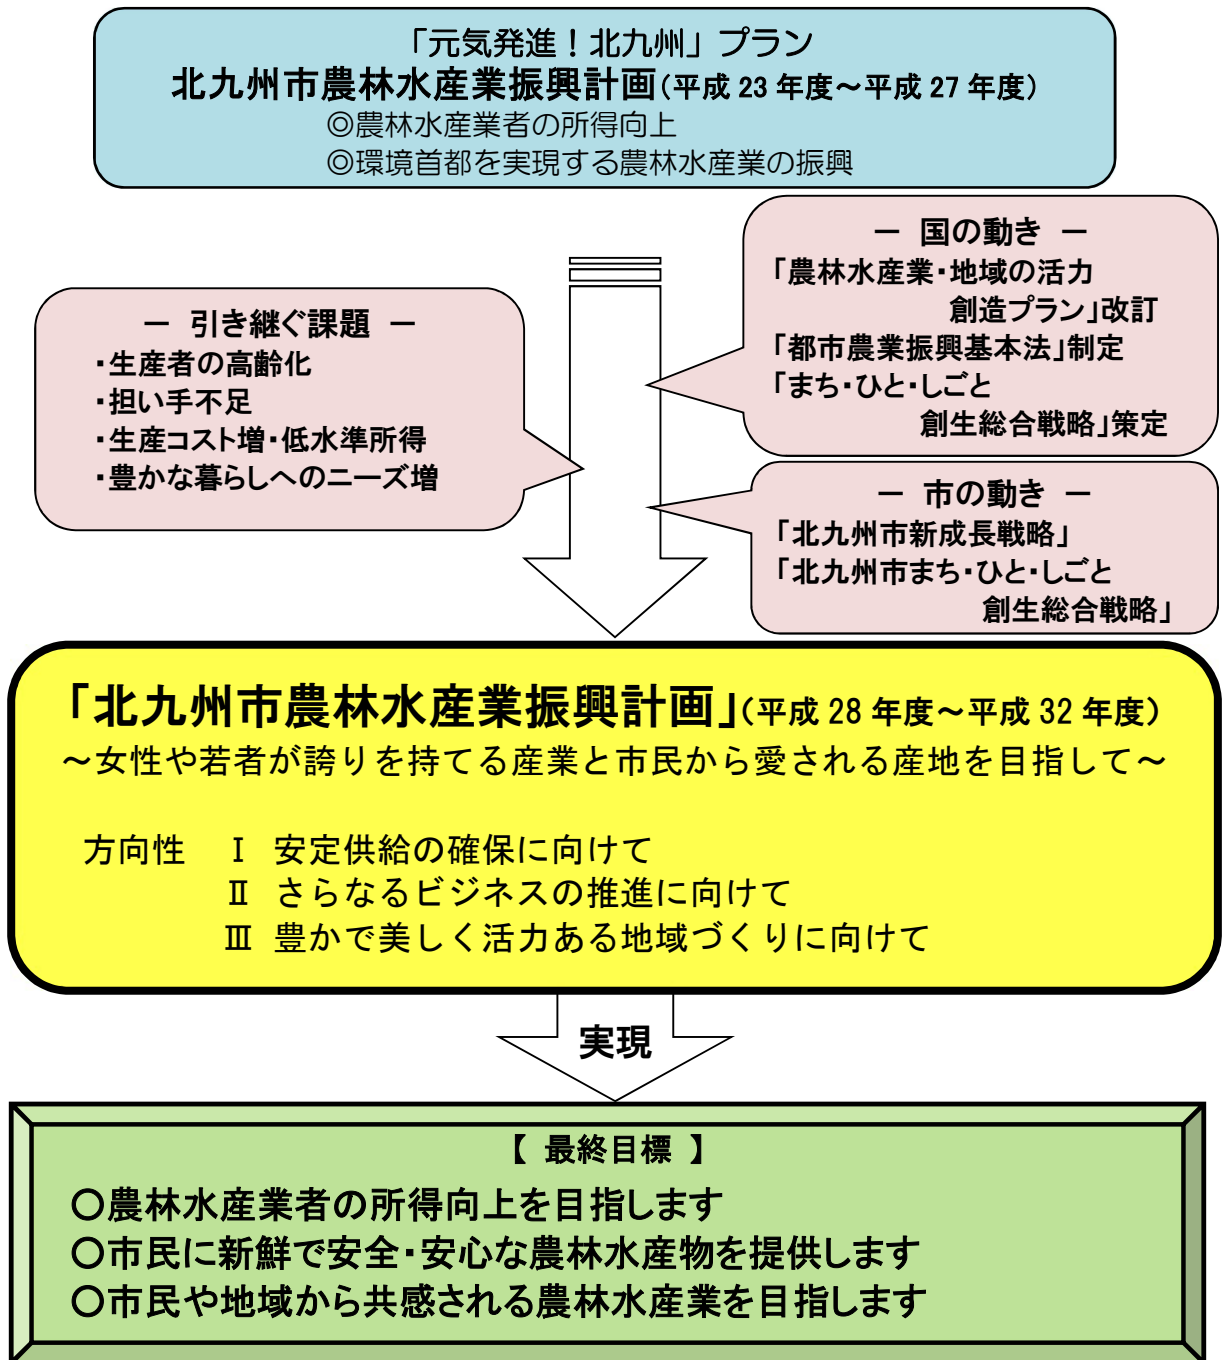 「元気発進！北九州」プラン
北九州市農林水産業振興計画（平成 23 年度～平成 27 年度）
◎農林水産業者の所得向上
◎環境首都を実現する農林水産業の振興
－ 国の動き －
「農林水産業・地域の活力
創造プラン」改訂
「都市農業振興基本法」制定
「まち・ひと・しごと
創生総合戦略」策定
－ 引き継ぐ課題 －
・生産者の高齢化
・担い手不足
・生産コスト増・低水準所得
・豊かな暮らしへのニーズ増
－ 市の動き －
「北九州市新成長戦略」
「北九州市まち・ひと・しごと
創生総合戦略」
「北九州市農林水産業振興計画」（平成 28 年度～平成 32 年度）
～女性や若者が誇りを持てる産業と市民から愛される産地を目指して～
方向性 Ⅰ 安定供給の確保に向けて
Ⅱ さらなるビジネスの推進に向けて
Ⅲ 豊かで美しく活力ある地域づくりに向けて
実現
【 最終目標 】
○農林水産業者の所得向上を目指します
○市民に新鮮で安全・安心な農林水産物を提供します
○市民や地域から共感される農林水産業を目指します